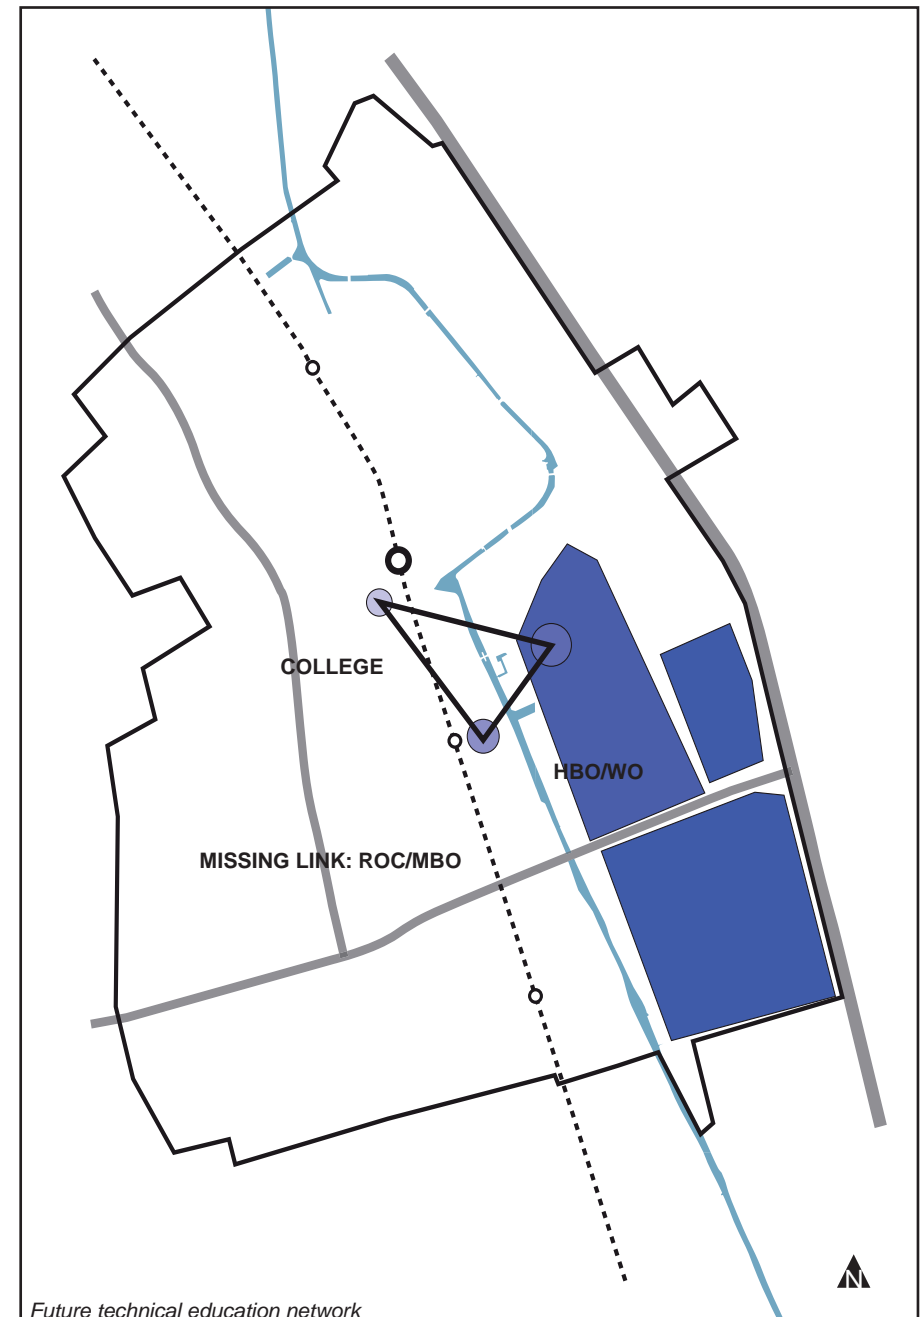 COLLEGE
HBO/WO
MISSING LINK: ROC/MBO
N
Future technical education network